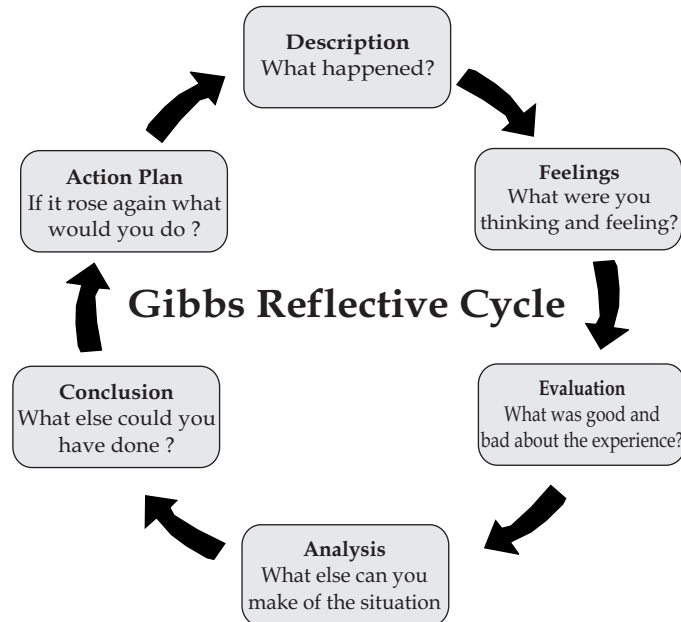 Description
What happened?
Feelings
What were you
thinking and feeling?
Evaluation
What was good and
bad about the experience?
Analysis
What else can you
make of the situation
Conclusion
What else could you
have done ?
Action Plan
If it rose again what
would you do ?
Gibbs Reflective Cycle